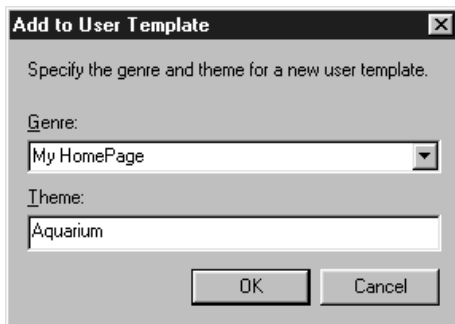 Add to User Template
Specify the genre and theme for a new user template.
Genre:
My HomePage
Theme:
Aquarium
OK Cancel